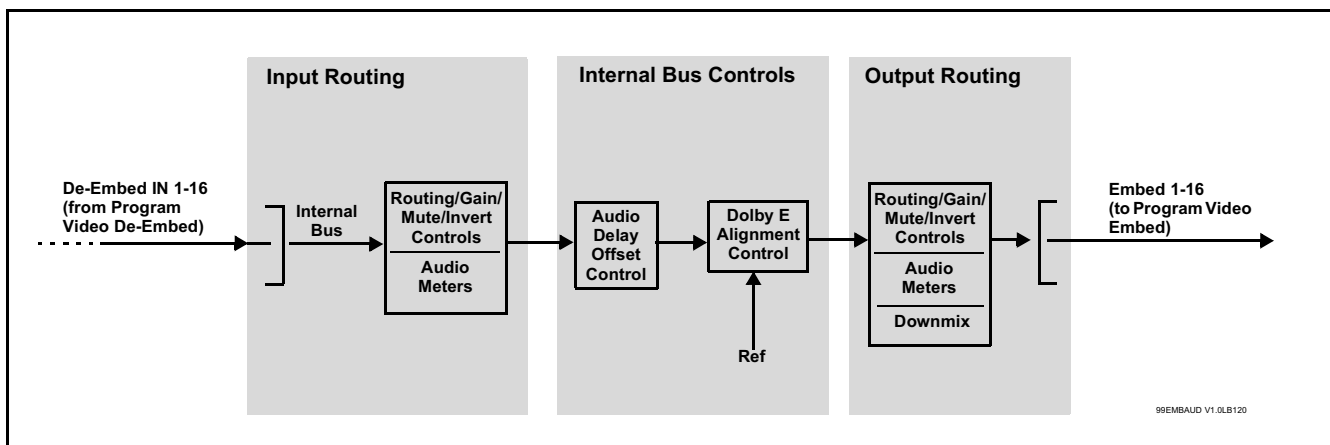 Input Routing
Internal Bus Controls
Output Routing
De-Embed IN 1-16
(from Program
Video De-Embed)
Internal
Bus
Routing/Gain/
Mute/Invert
Controls
Audio
Meters
Audio
Delay
Offset
Control
Dolby E
Alignment
Control
Ref
Routing/Gain/
Mute/Invert
Controls
Audio
Meters
Downmix
Embed 1-16
(to Program Video
Embed)
99EMBAUD V1.0LB120